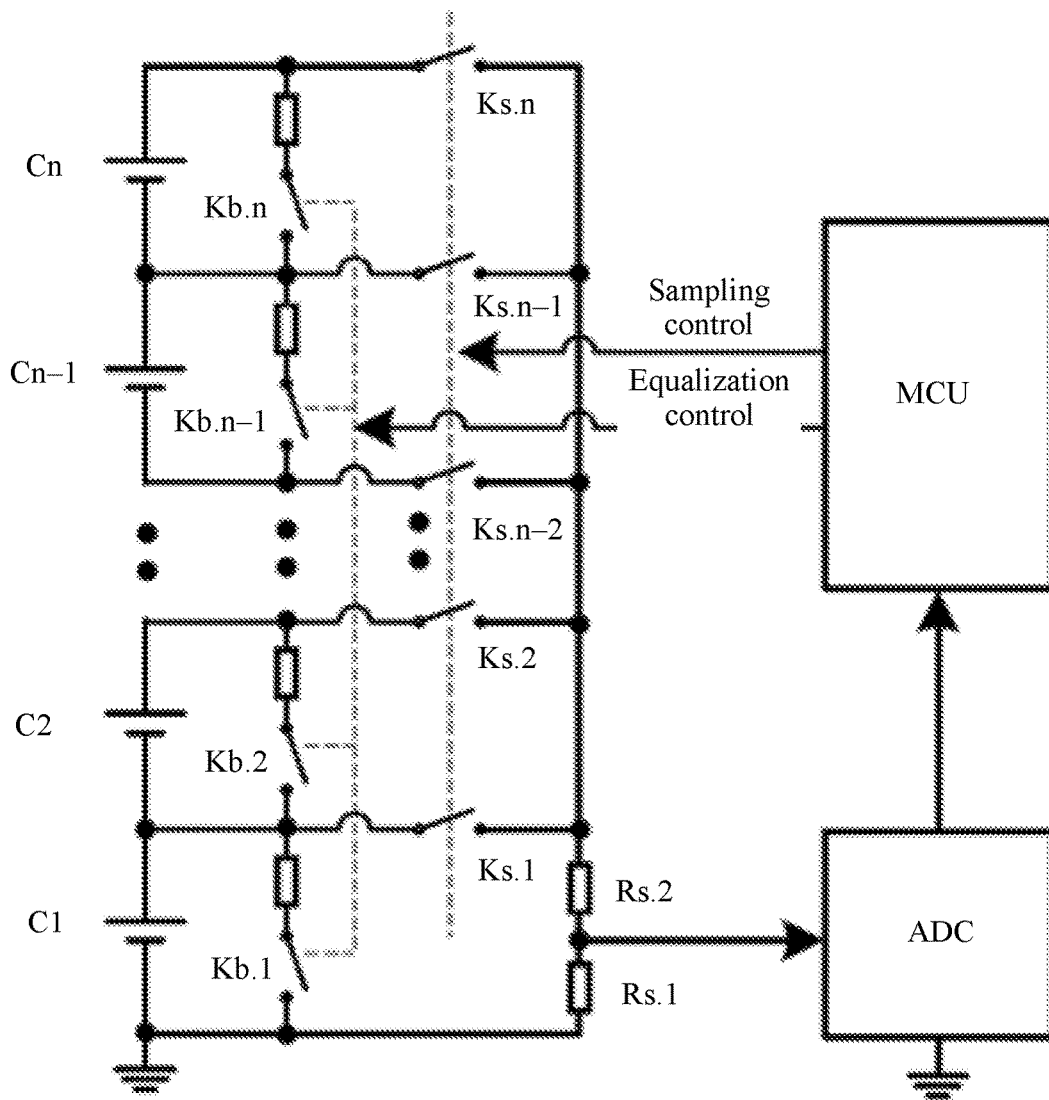 Ks.n
Cn
Kb.n
Sampling
control
Ks.n–1
Cn–1
Equalization
control
MCU
Kb.n–1
Ks.n–2
Ks.2
C2
Kb.2
Ks.1
Rs.2
C1
ADC
Kb.1
Rs.1